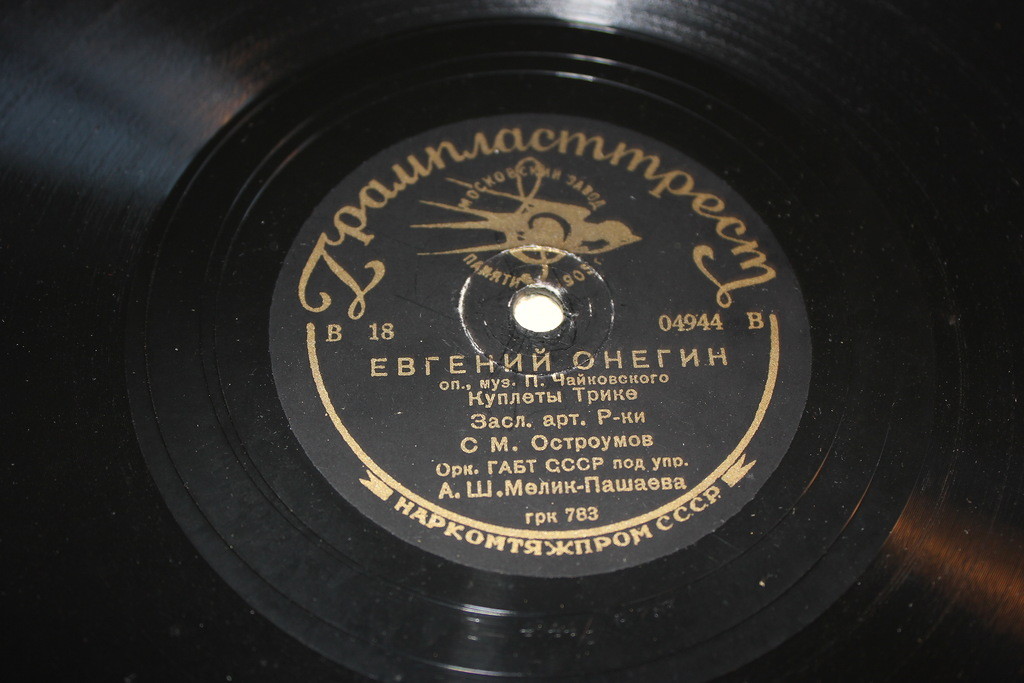 Грампласттрест
МОСКОВСКИЙ ЗАВОД
ПАМЯТИ 1905 г.
В 18
04944 В
ЕВГЕНИЙ ОНЕГИН
оп., муз. П. Чайковского
Куплеты Трике
Засл. арт. Р-ки
С М. Остроумов
Орк. ГАБТ СССР под упр.
А. Ш. Мелик-Пашаева
грк 783
НАРКОМТЯЖПРОМ СССР